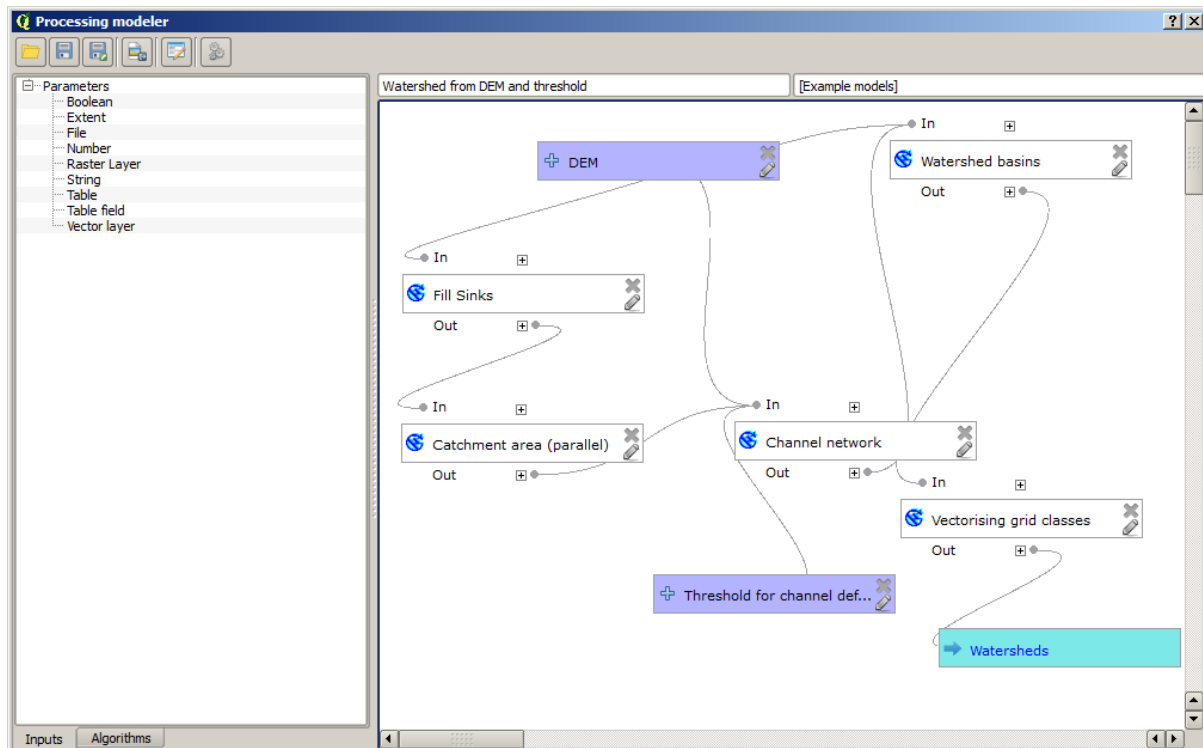 Processing modeler
Parameters
Boolean
Extent
File
Number
Raster Layer
String
Table
Table field
Vector layer
Inputs
Algorithms
Watershed from DEM and threshold
[Example models]
DEM
In
Watershed basins
Out
In
Fill Sinks
Out
In
Catchment area (parallel)
Out
In
Channel network
Out
In
Vectorising grid classes
Out
Threshold for channel def...
Watersheds